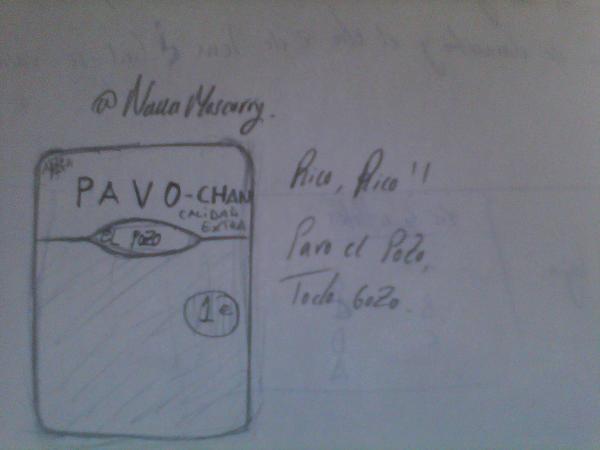 @NanaMascarry.
PAVO-CHAN
CALIDAD
EXTRA
EL POZO
1€
Rico, Rico!!
Pavo el Pozo,
Todo Gozo.